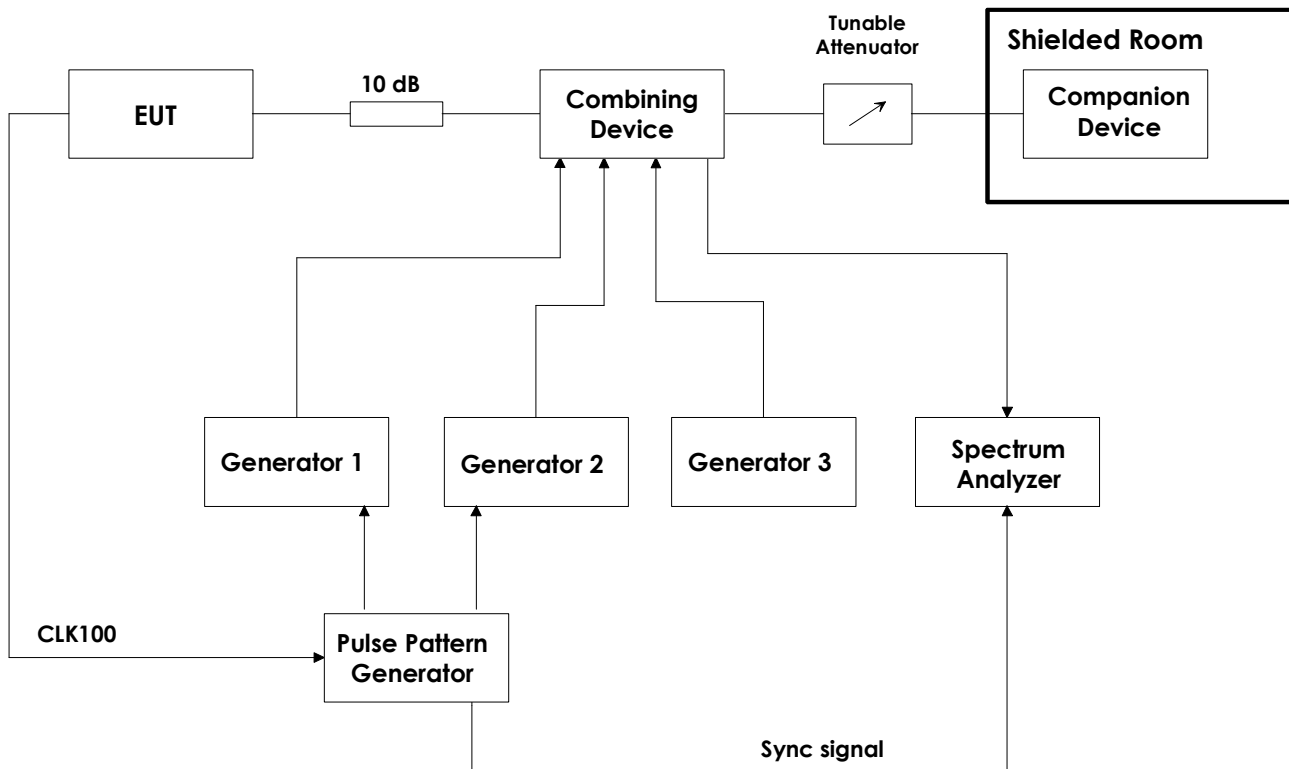 Tunable
Attenuator
Shielded Room
10 dB
EUT
Combining
Device
Companion
Device
Generator 1
Generator 2
Generator 3
Spectrum
Analyzer
CLK100
Pulse Pattern
Generator
Sync signal